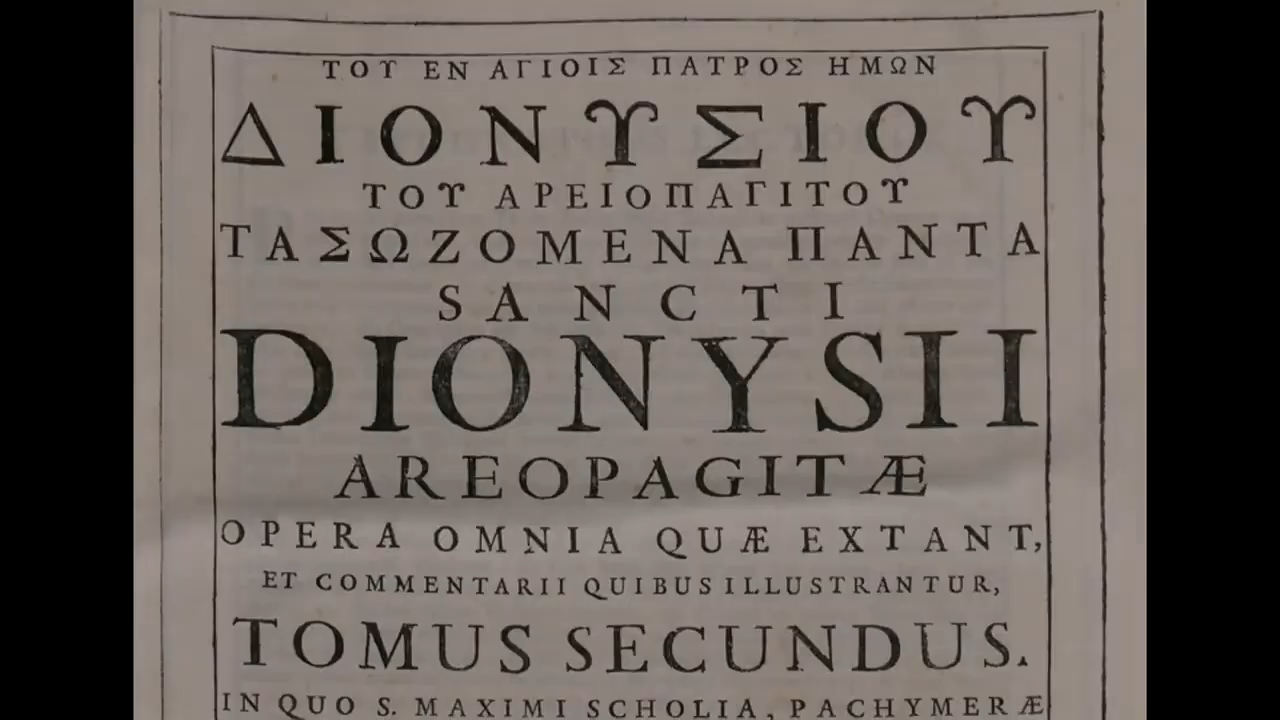 ΤΟΥ ΕΝ ΑΓΙΟΙΣ ΠΑΤΡΟΣ ΗΜΩΝ
ΔΙΟΝΥΣΙΟΥ
ΤΟΥ ΑΡΕΙΟΠΑΓΙΤΟΥ
ΤΑ ΣΩΖΟΜΕΝΑ ΠΑΝΤΑ
SANCTI
DIONYSII
AREOPAGITÆ
OPERA OMNIA QUÆ EXTANT,
ET COMMENTARII QUIBUS ILLUSTRANTUR,
TOMUS SECUNDUS.
IN QUO S. MAXIMI SCHOLIA, PACHYMERÆ